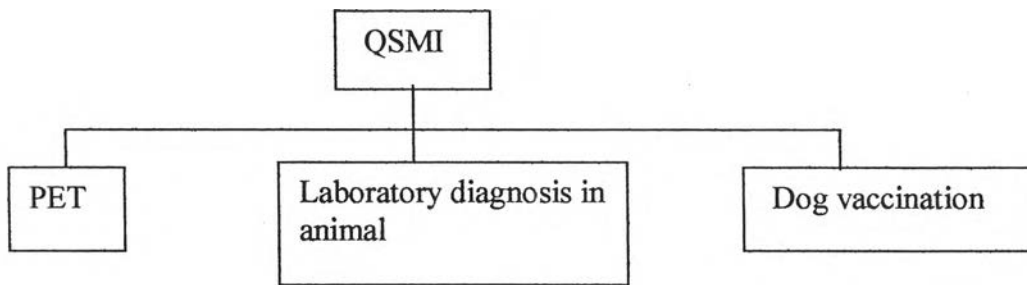 QSMI
PET
Laboratory diagnosis in
animal
Dog vaccination